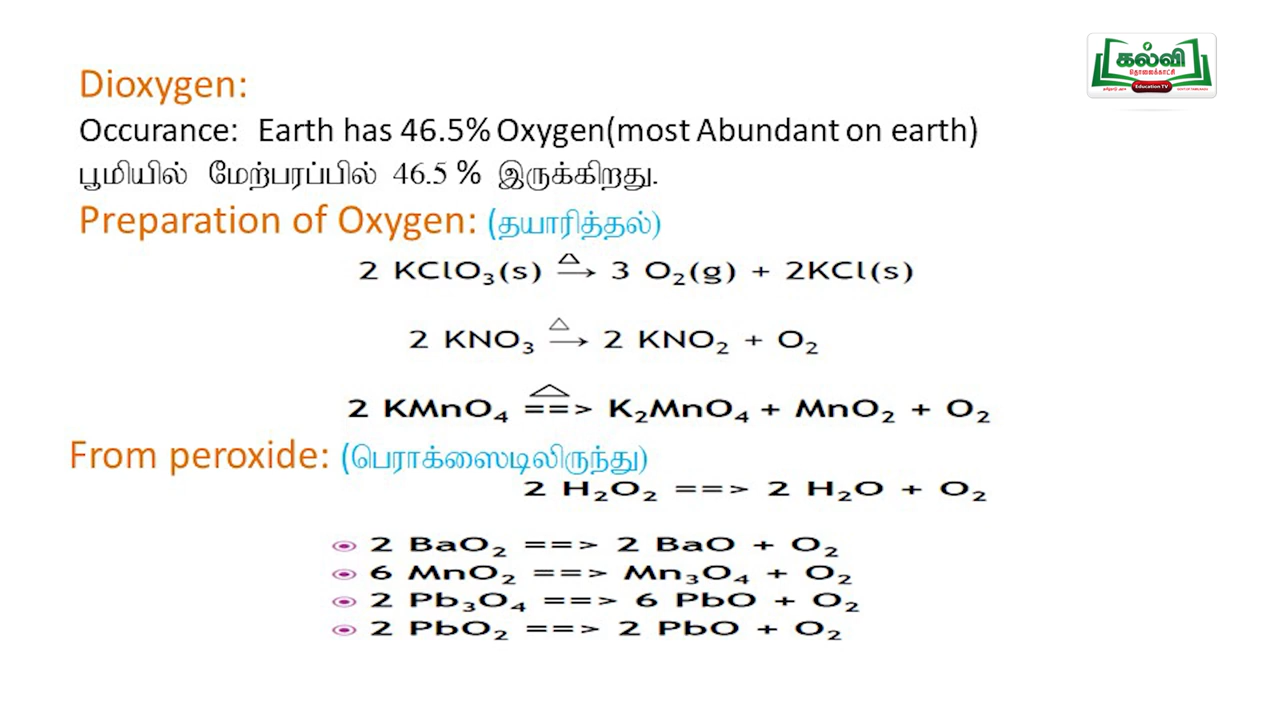 கல்வி
தொலைக்காட்சி
Education TV
Dioxygen:
Occurance: Earth has 46.5% Oxygen(most Abundant on earth)
பூமியில் மேற்பரப்பில் 46.5 % இருக்கிறது.
Preparation of Oxygen: (தயாரித்தல்)
2 KClO₃(s) △→ 3 O₂(g) + 2KCl(s)
2 KNO₃ △→ 2 KNO₂ + O₂
2 KMnO₄ △==> K₂MnO₄ + MnO₂ + O₂
From peroxide: (பெராக்ஸைடிலிருந்து)
2 H₂O₂ ==> 2 H₂O + O₂
2 BaO₂ ==> 2 BaO + O₂
6 MnO₂ ==> Mn₃O₄ + O₂
2 Pb₃O₄ ==> 6 PbO + O₂
2 PbO₂ ==> 2 PbO + O₂